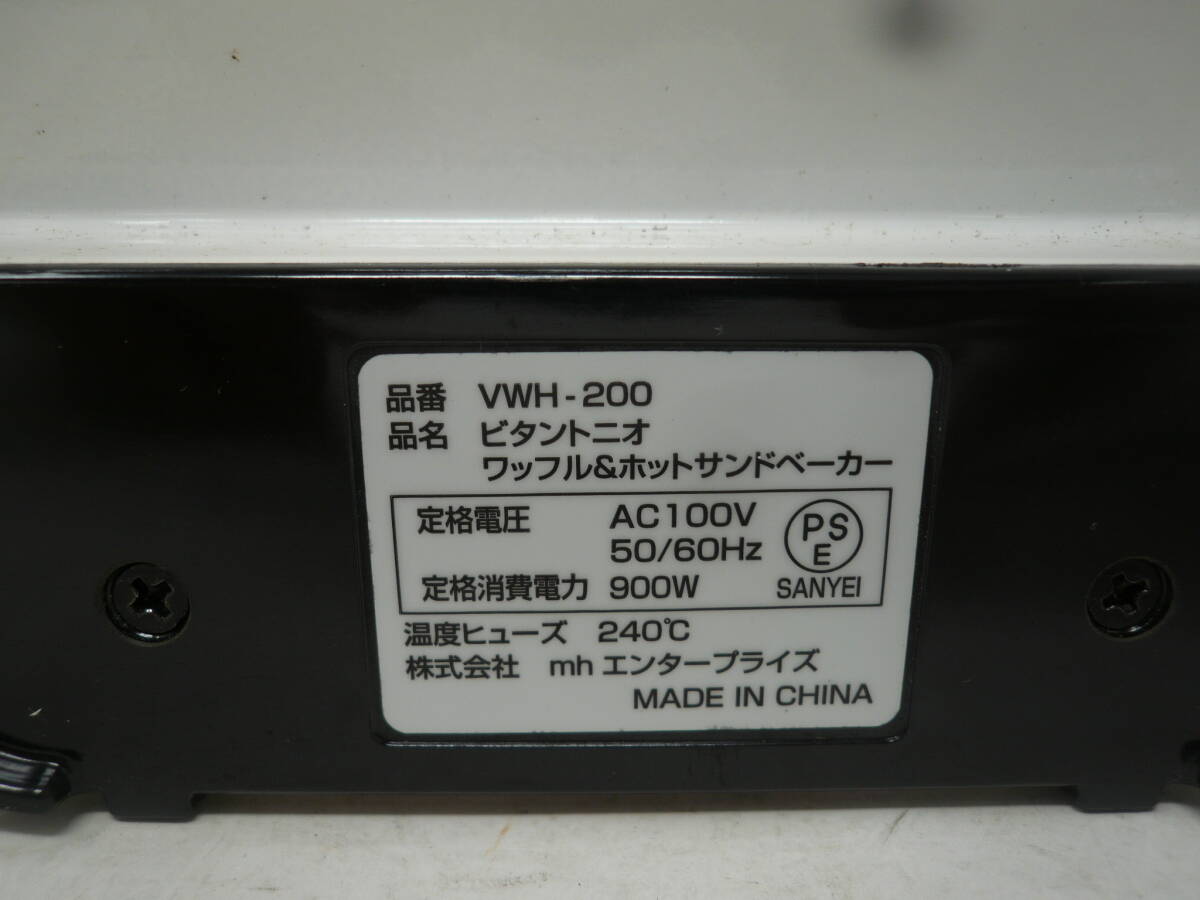 品番 VWH-200
品名 ビタントニオ
ワッフル&ホットサンドベーカー
定格電圧 AC100V
50/60Hz
定格消費電力 900W
PS
E
SANYEI
温度ヒューズ 240℃
株式会社 mhエンタープライズ
MADE IN CHINA